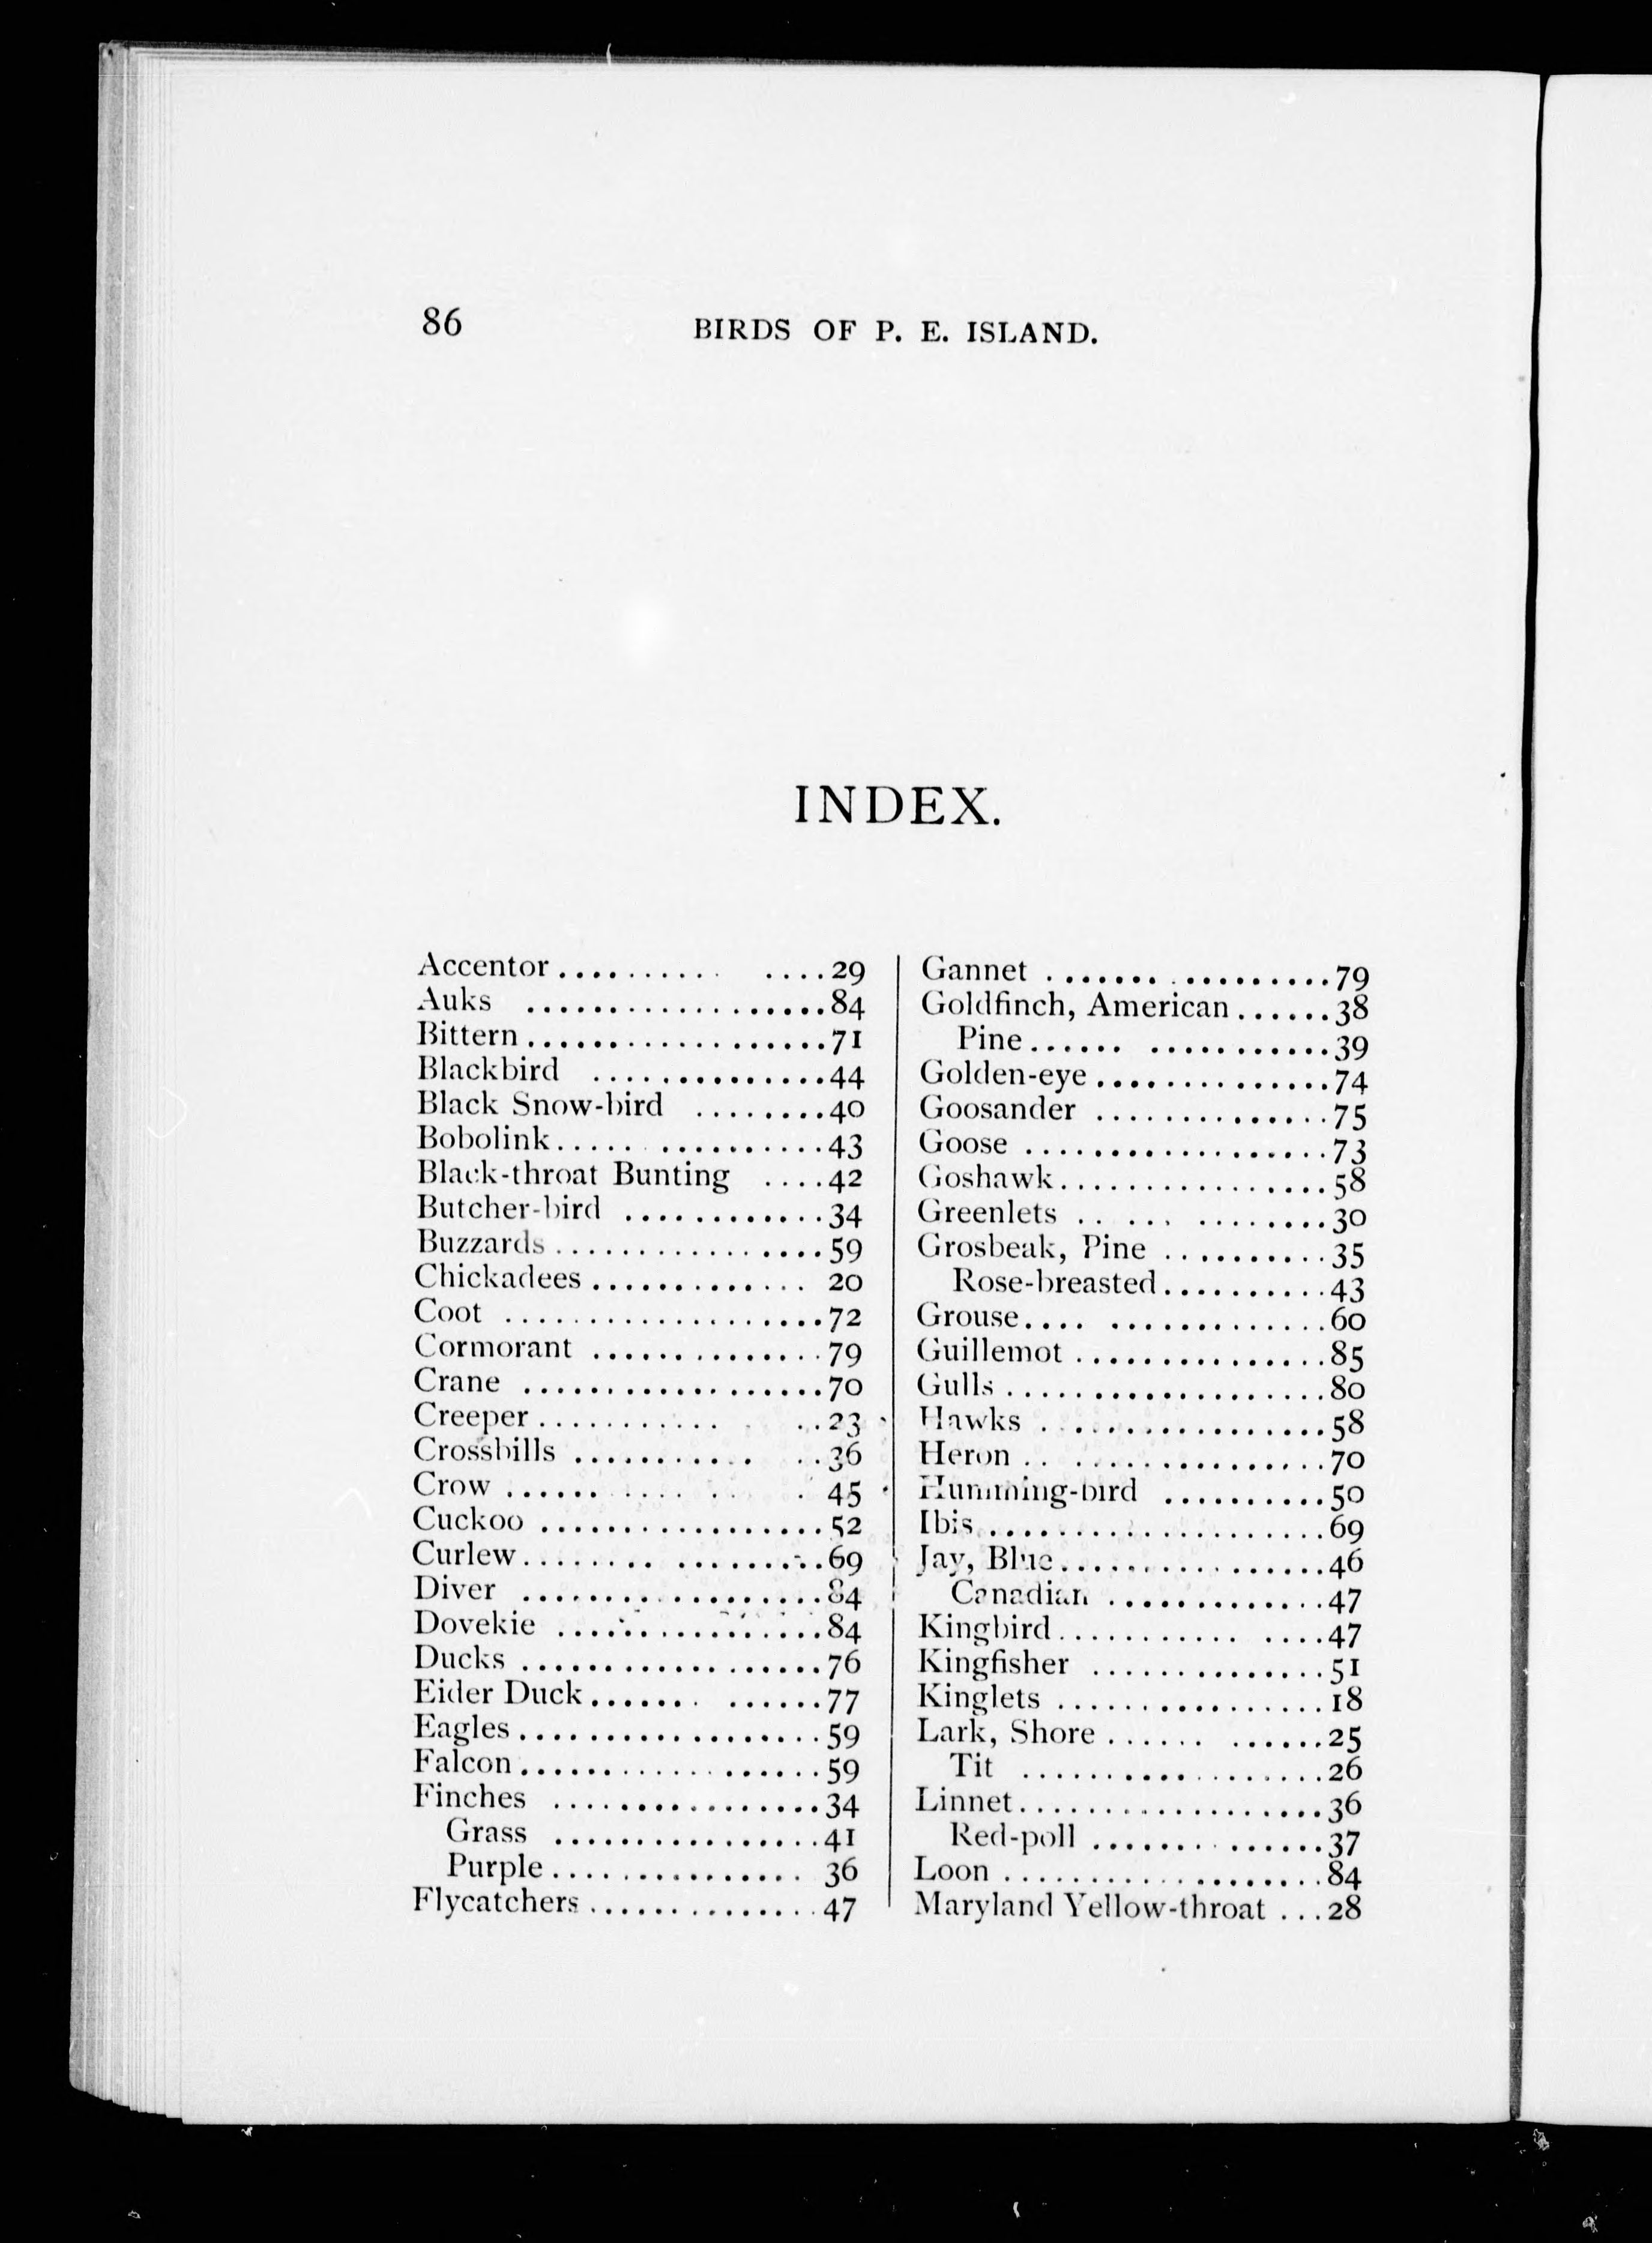 86
BIRDS OF P. E. ISLAND.
INDEX.
Accentor.......... ....29
Auks ...................84
Bittern...................71
Blackbird ...............44
Black Snow-bird ........40
Bobolink...... ..........43
Black-throat Bunting ....42
Butcher-bird ............34
Buzzards.................59
Chickadees............. 20
Coot ....................72
Cormorant ..............79
Crane ...................70
Creeper........... ..23
Crossbills ........... ..36
Crow ........... . 45
Cuckoo ..................52
Curlew........ .........69
Diver ...................84
Dovekie ................84
Ducks ...................76
Eider Duck....... ......77
Eagles...................59
Falcon...................59
Finches .................34
Grass .................41
Purple................ 36
Flycatchers..............47
Gannet ....... ..........79
Goldfinch, American......38
Pine...... ............39
Golden-eye...............74
Goosander ...............75
Goose ...................73
Goshawk.................58
Greenlets ..... ........30
Grosbeak, Pine ..........35
Rose-breasted..........43
Grouse.... .............60
Guillemot ................85
Gulls ....................80
Hawks ..................58
Heron .. ................70
Humming-bird ..........50
Ibis......................69
Jay, Blue.................46
Canadian .............47
Kingbird........... ....47
Kingfisher ..............51
Kinglets .................18
Lark, Shore...... ......25
Tit ...................26
Linnet....................36
Red-poll ..............37
Loon ....................84
Maryland Yellow-throat ...28